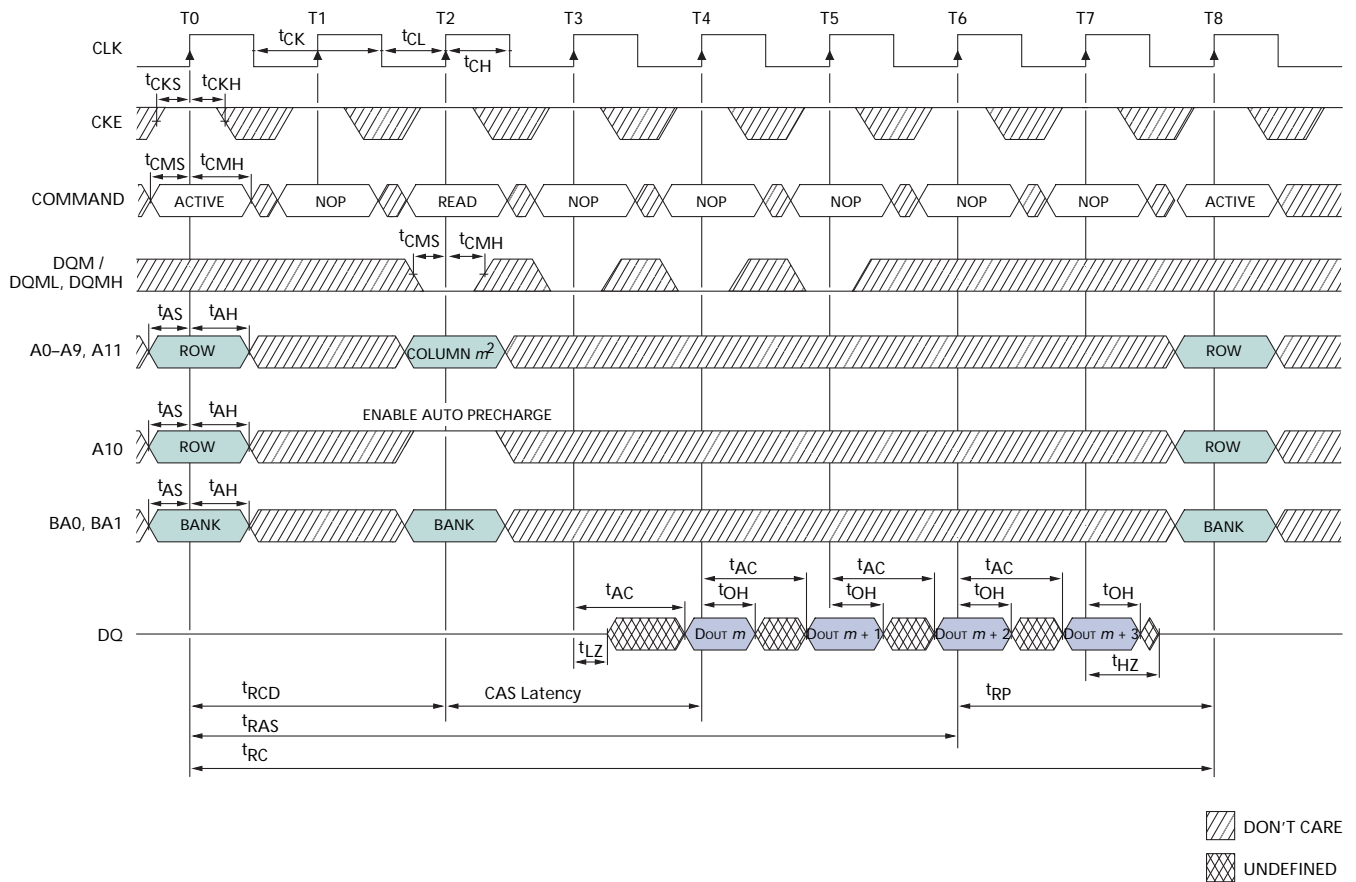 T0 T1 T2 T3 T4 T5 T6 T7 T8
CLK
tCK tCL
tCH
tCKS tCKH
CKE
tCMS tCMH
COMMAND ACTIVE NOP READ NOP NOP NOP NOP NOP ACTIVE
tCMS tCMH
DQM /
DQML, DQMH
tAS tAH
A0–A9, A11 ROW COLUMN m2 ROW
tAS tAH ENABLE AUTO PRECHARGE
A10 ROW ROW
tAS tAH
BA0, BA1 BANK BANK BANK
tAC tAC tAC tAC
tOH tOH tOH tOH
DQ DOUT m DOUT m + 1 DOUT m + 2 DOUT m + 3
tLZ tHZ
tRCD CAS Latency tRP
tRAS
tRC
DON'T CARE
UNDEFINED